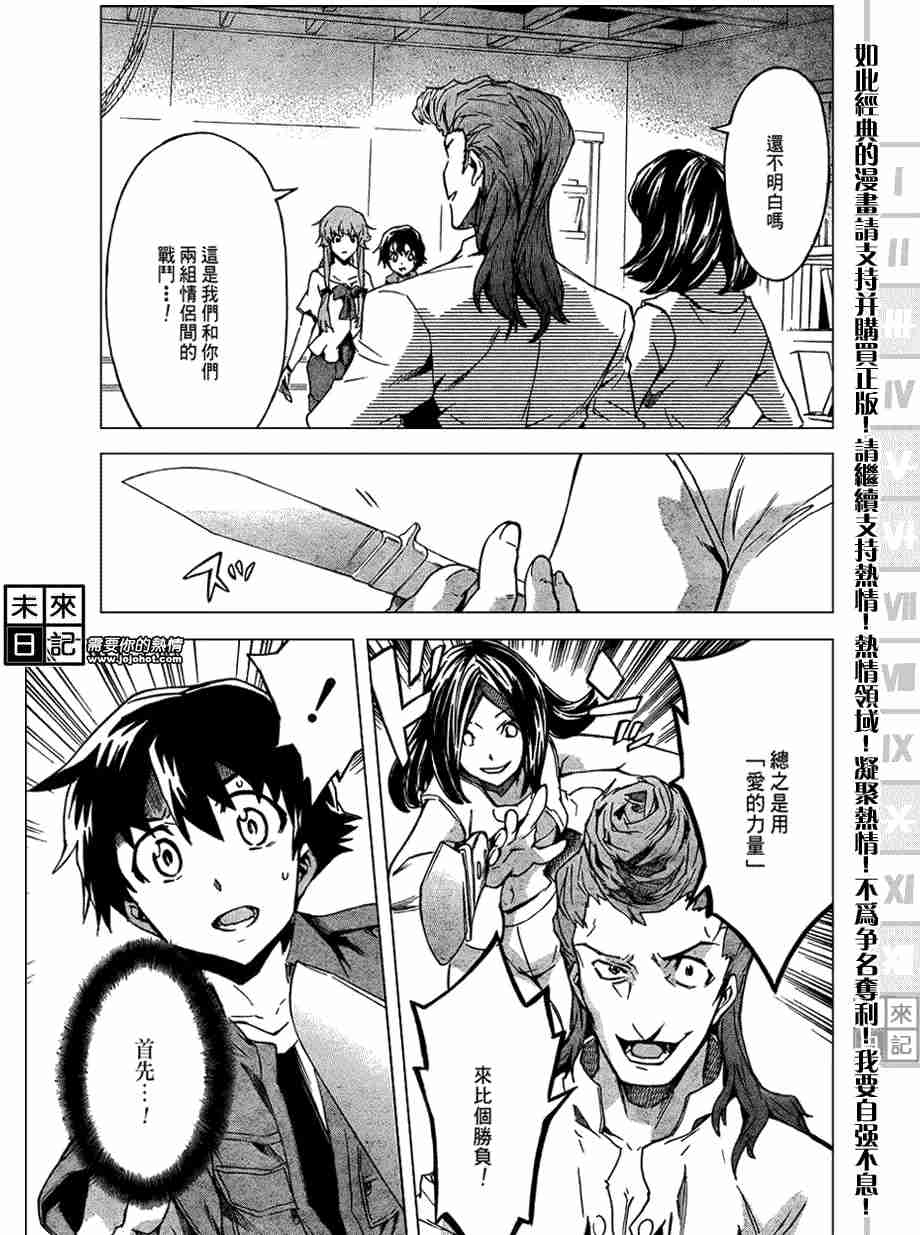 還不明白嗎
這是我們和你們
兩組情侶間的
戰鬥…！
ズッ
總之是用
「愛的力量」
來比個勝負！
！
首先…！
未來
日記
需要你的熱情
www.jojohot.com
如此經典的漫畫請支持并購買正版！請繼續支持熱情！熱情領域！凝聚熱情！不爲争名奪利！我要自强不息！
I
II
III
IV
V
VI
VII
VIII
IX
X
XI
來
記